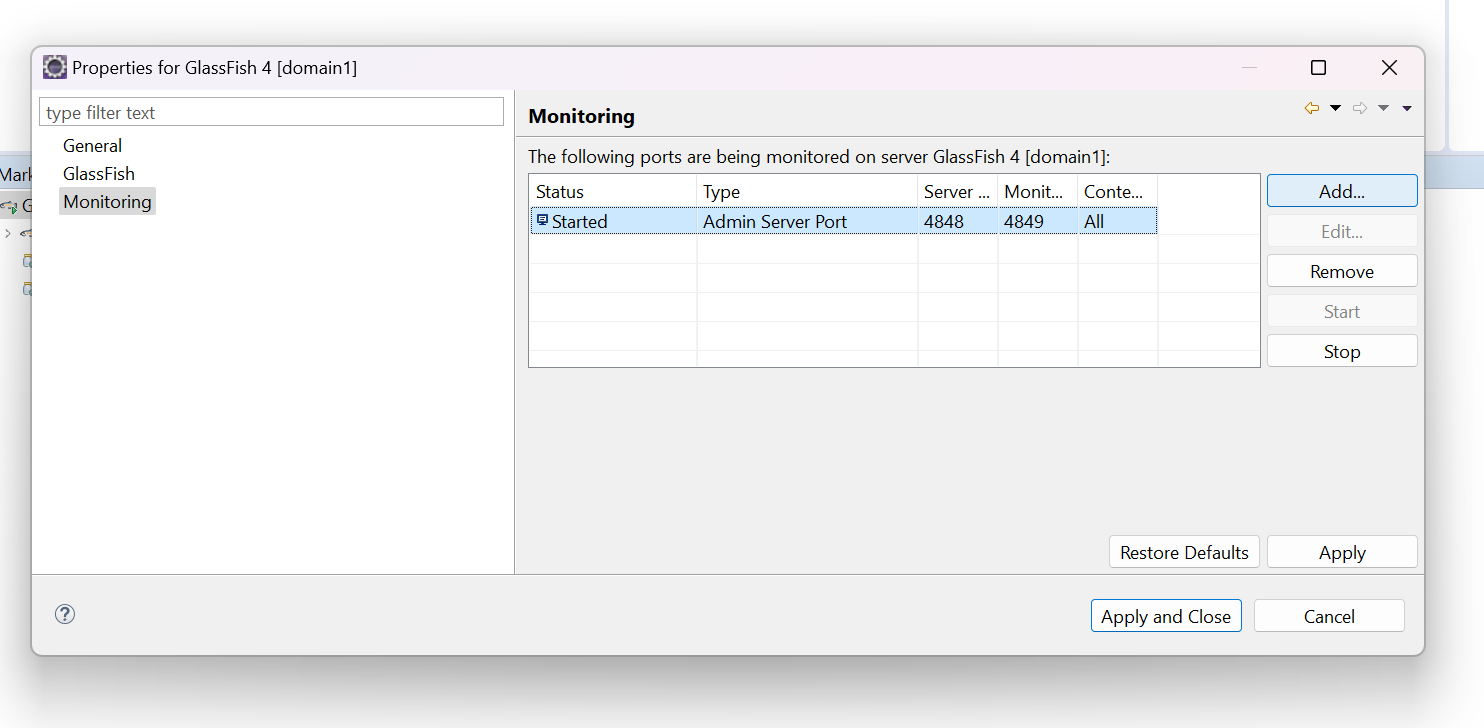 Properties for GlassFish 4 [domain1]
type filter text
General
GlassFish
Monitoring
Monitoring
The following ports are being monitored on server GlassFish 4 [domain1]:
Status Type Server ... Monit... Conte...
Started Admin Server Port 4848 4849 All
Add...
Edit...
Remove
Start
Stop
Restore Defaults Apply
Apply and Close Cancel
Mark
G